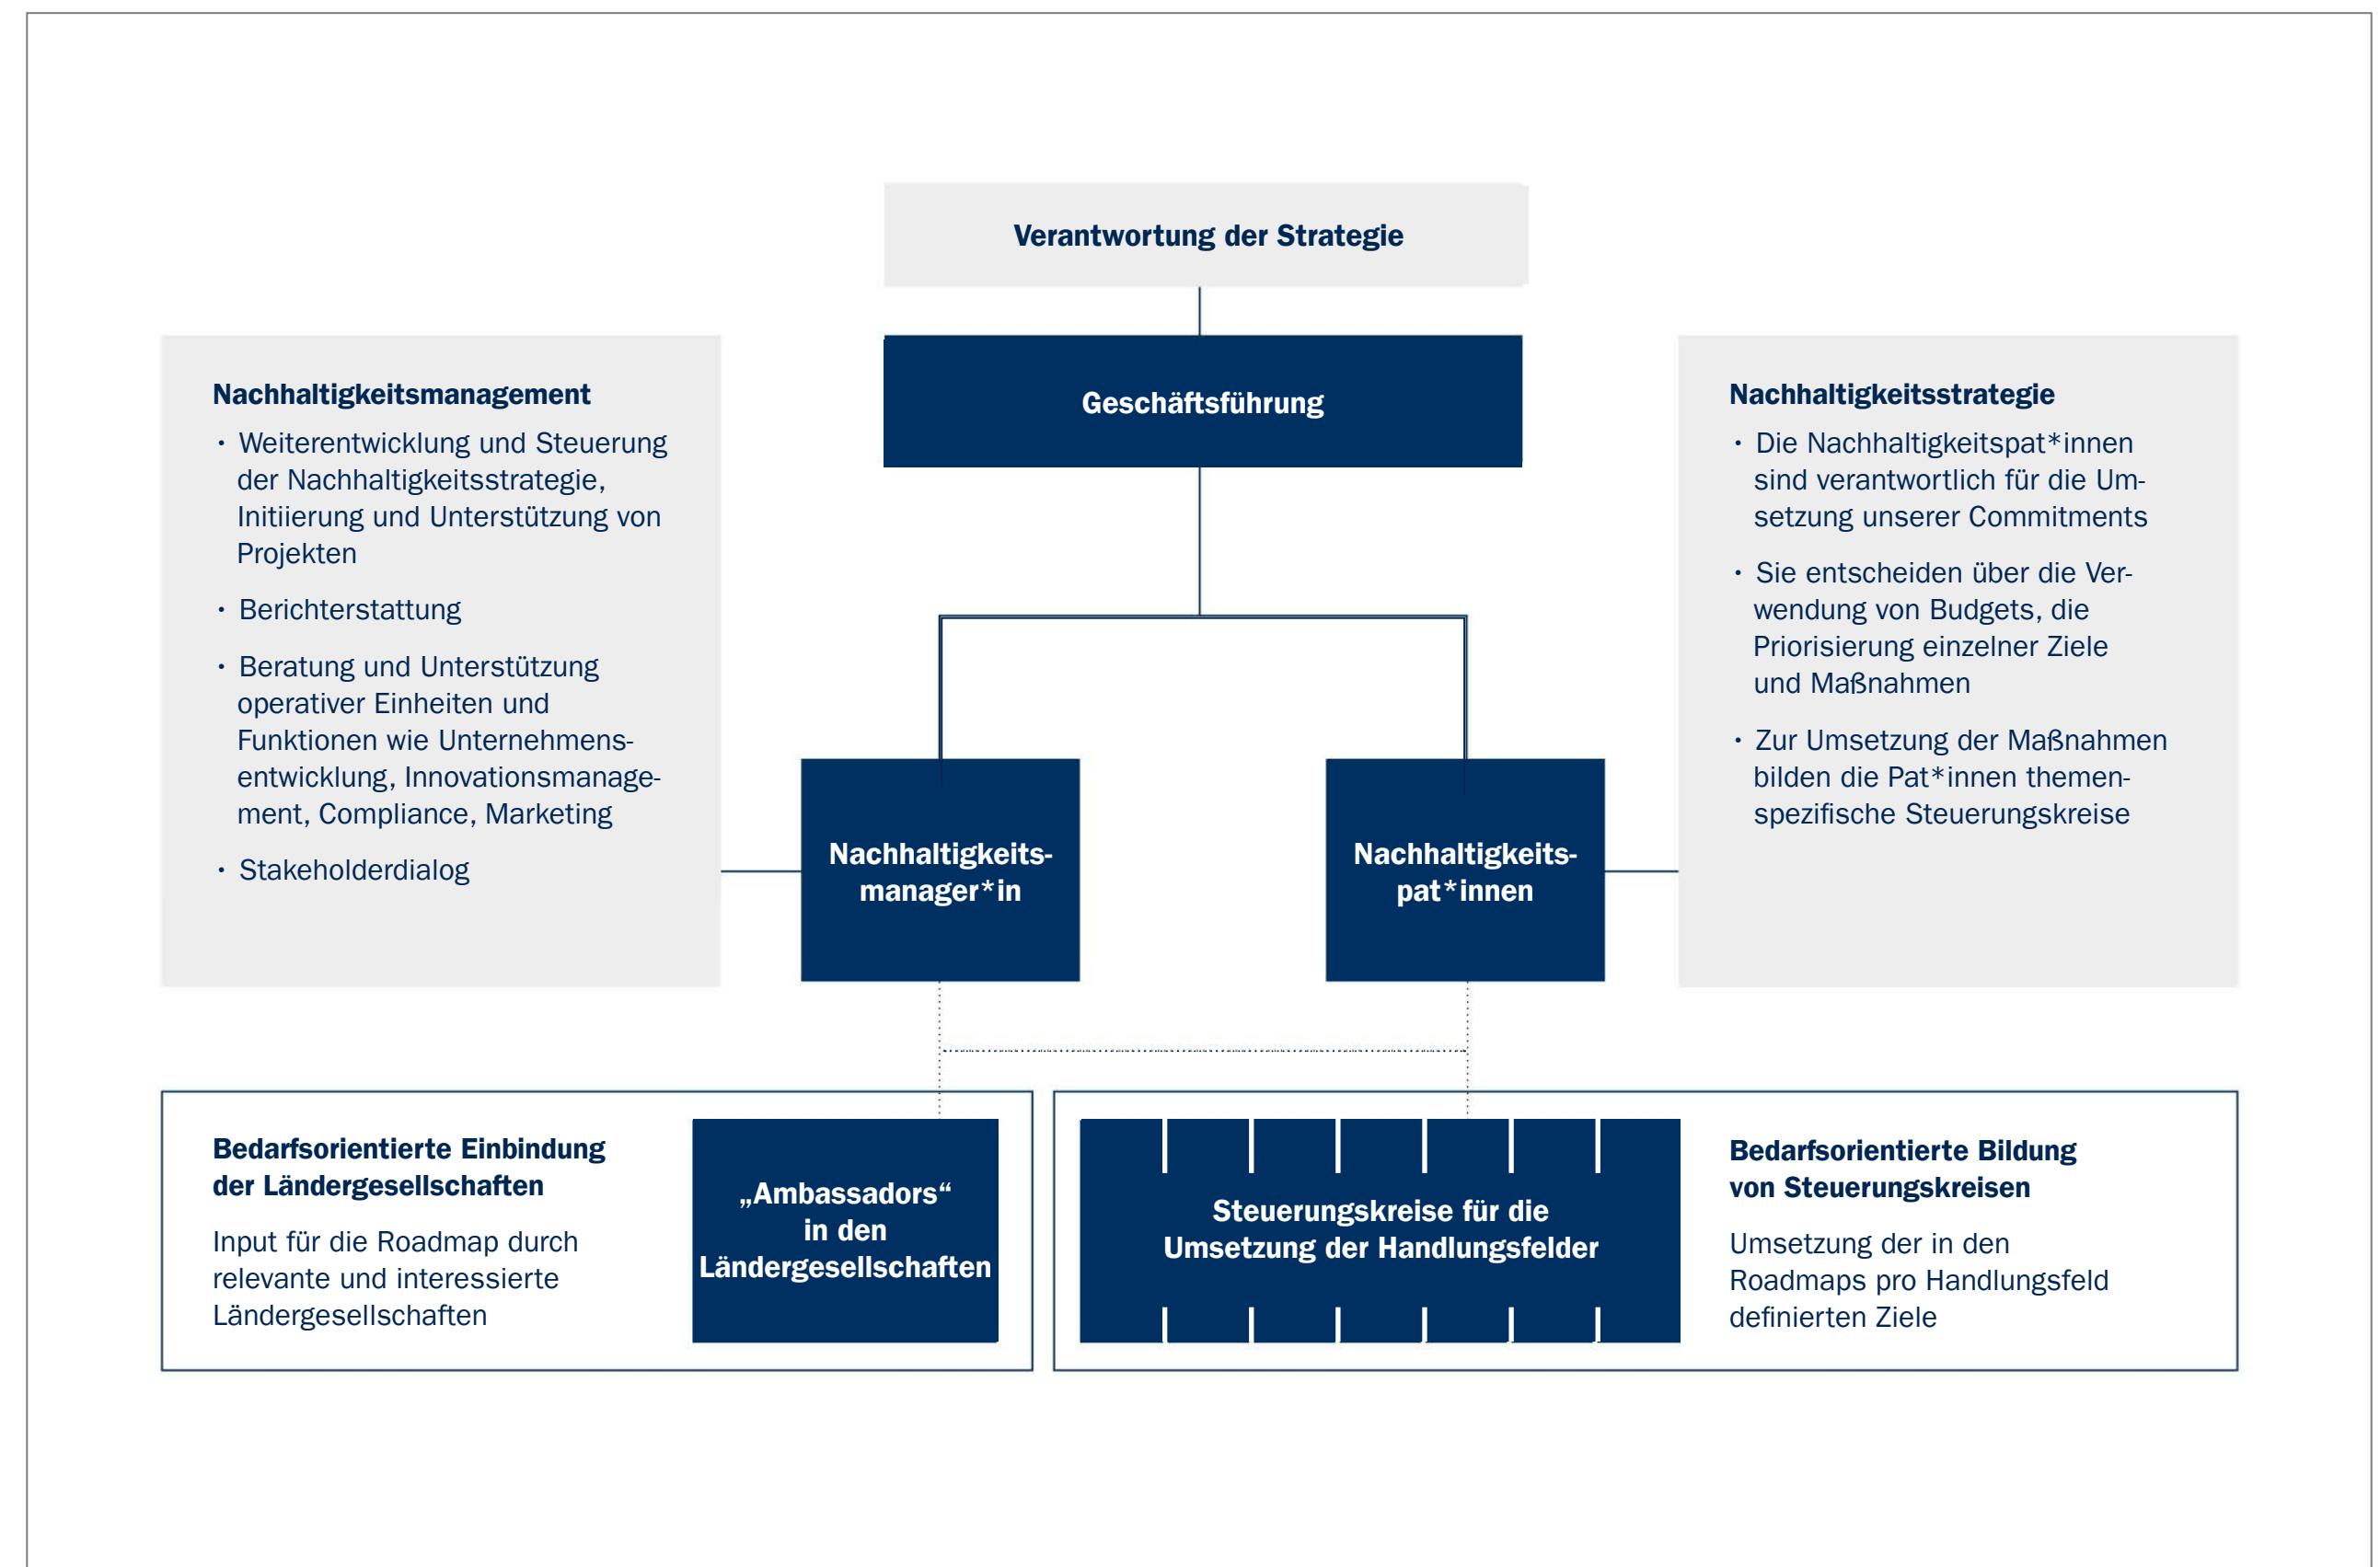 Verantwortung der Strategie
Geschäftsführung
Nachhaltigkeitsmanagement
· Weiterentwicklung und Steuerung
der Nachhaltigkeitsstrategie,
Initiierung und Unterstützung von
Projekten
· Berichterstattung
· Beratung und Unterstützung
operativer Einheiten und
Funktionen wie Unternehmens-
entwicklung, Innovationsmanage-
ment, Compliance, Marketing
· Stakeholderdialog
Nachhaltigkeits-
manager*in
Nachhaltigkeits-
pat*innen
Nachhaltigkeitsstrategie
· Die Nachhaltigkeitspat*innen
sind verantwortlich für die Um-
setzung unserer Commitments
· Sie entscheiden über die Ver-
wendung von Budgets, die
Priorisierung einzelner Ziele
und Maßnahmen
· Zur Umsetzung der Maßnahmen
bilden die Pat*innen themen-
spezifische Steuerungskreise
Bedarfsorientierte Einbindung
der Ländergesellschaften
Input für die Roadmap durch
relevante und interessierte
Ländergesellschaften
„Ambassadors“
in den
Ländergesellschaften
Steuerungskreise für die
Umsetzung der Handlungsfelder
Bedarfsorientierte Bildung
von Steuerungskreisen
Umsetzung der in den
Roadmaps pro Handlungsfeld
definierten Ziele